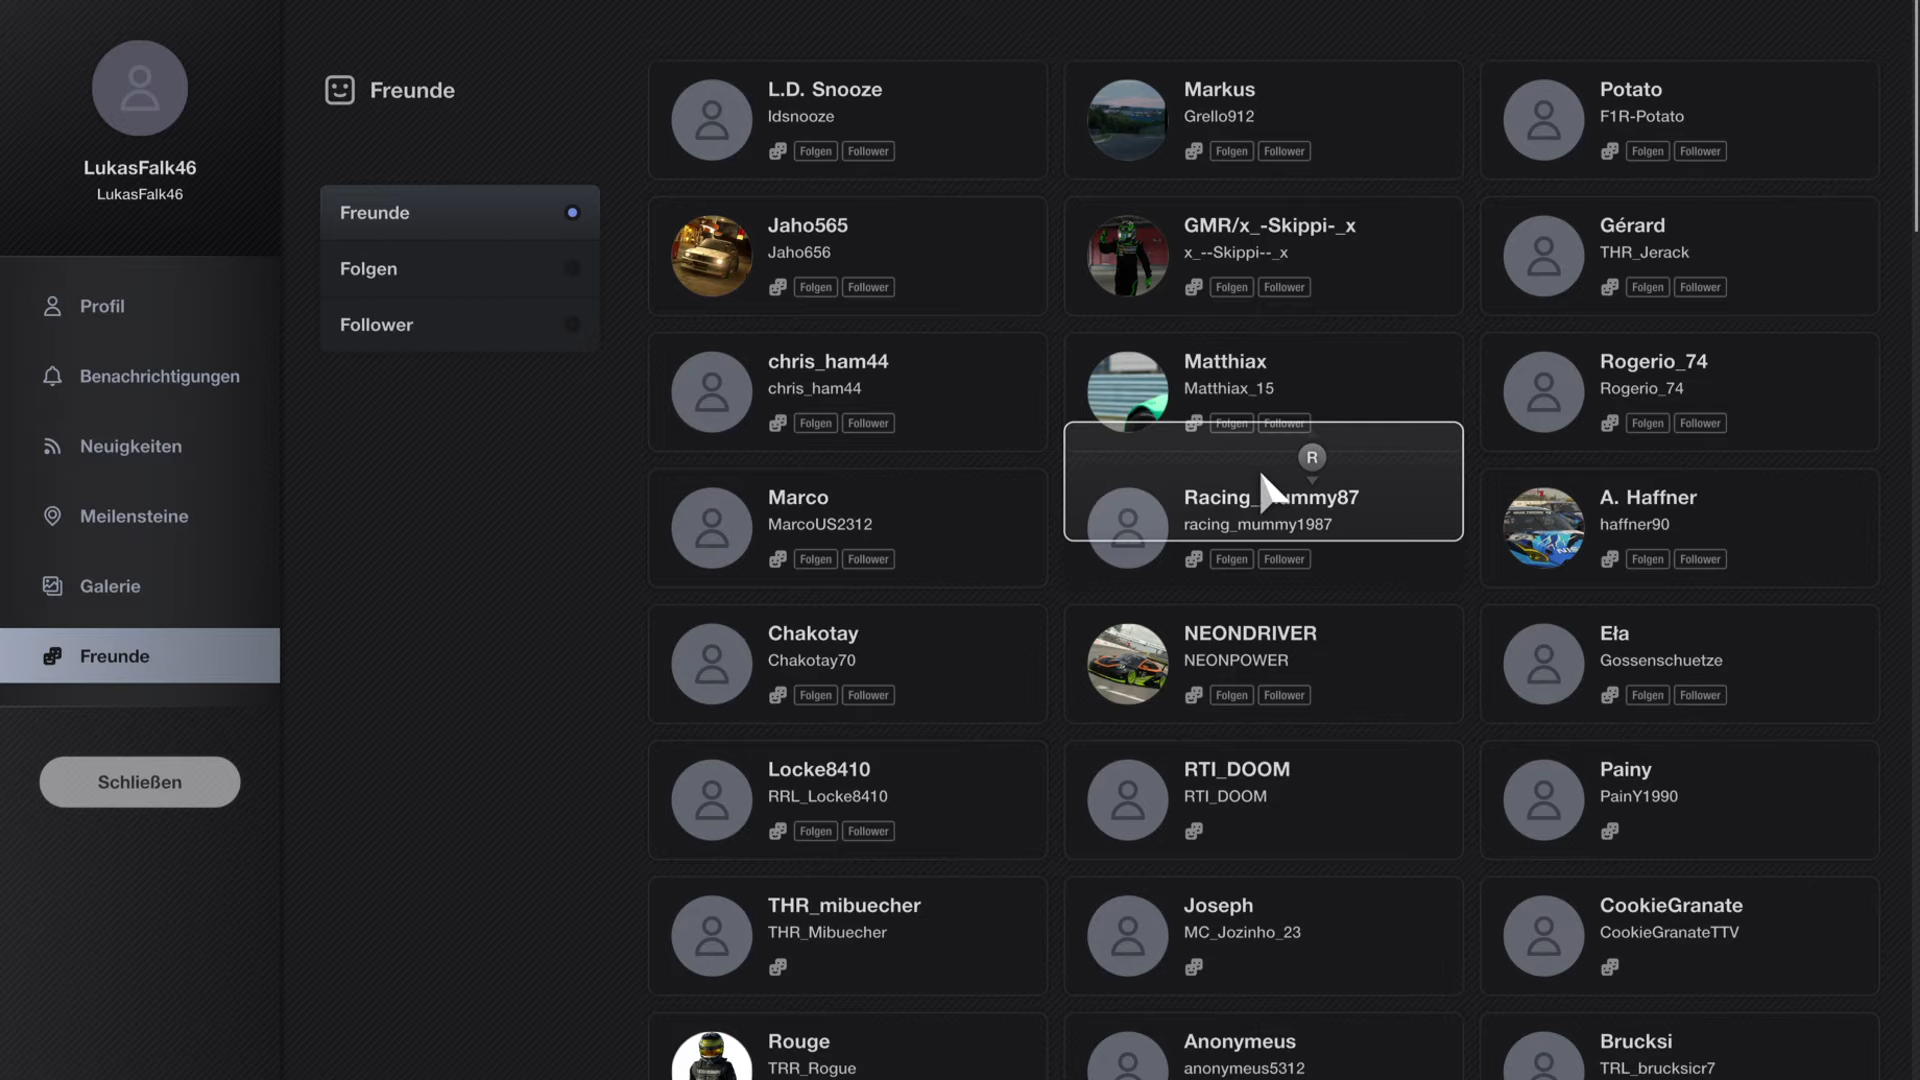 LukasFalk46
LukasFalk46
Profil
Benachrichtigungen
Neuigkeiten
Meilensteine
Galerie
Freunde
Schließen
Freunde
Freunde
Folgen
Follower
L.D. Snooze
ldsnooze
Folgen Follower
Markus
Grello912
Folgen Follower
Potato
F1R-Potato
Folgen Follower
Jaho565
Jaho656
Folgen Follower
GMR/x_-Skippi-_x
x_--Skippi--_x
Folgen Follower
Gérard
THR_Jerack
Folgen Follower
chris_ham44
chris_ham44
Folgen Follower
Matthiax
Matthiax_15
Folgen Follower
Rogerio_74
Rogerio_74
Folgen Follower
Marco
MarcoUS2312
Folgen Follower
R
Racing_mummy87
racing_mummy1987
Folgen Follower
A. Haffner
haffner90
Folgen Follower
Chakotay
Chakotay70
Folgen Follower
NEONDRIVER
NEONPOWER
Folgen Follower
Eła
Gossenschuetze
Folgen Follower
Locke8410
RRL_Locke8410
Folgen Follower
RTI_DOOM
RTI_DOOM
Painy
PainY1990
THR_mibuecher
THR_Mibuecher
Joseph
MC_Jozinho_23
CookieGranate
CookieGranateTTV
Rouge
TRR_Rogue
Anonymeus
anonymeus5312
Brucksi
TRL_brucksicr7